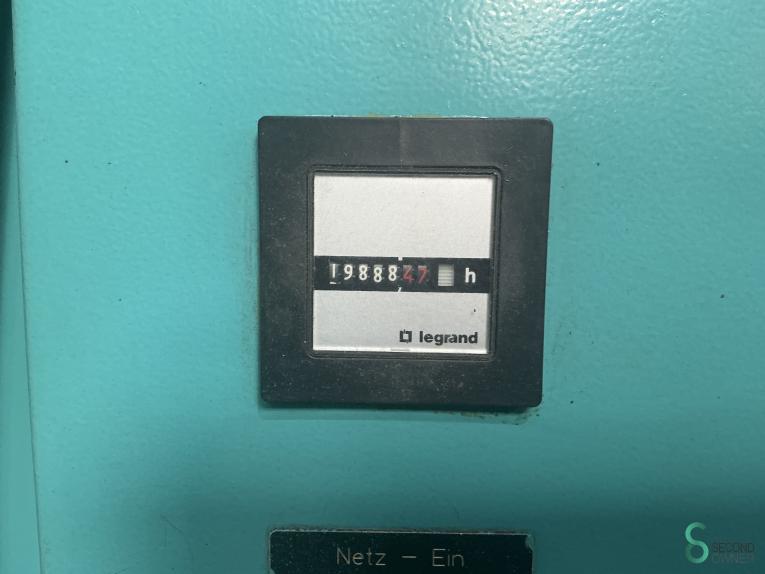 1988847 h
legrand
Netz - Ein
SECOND
OWNER